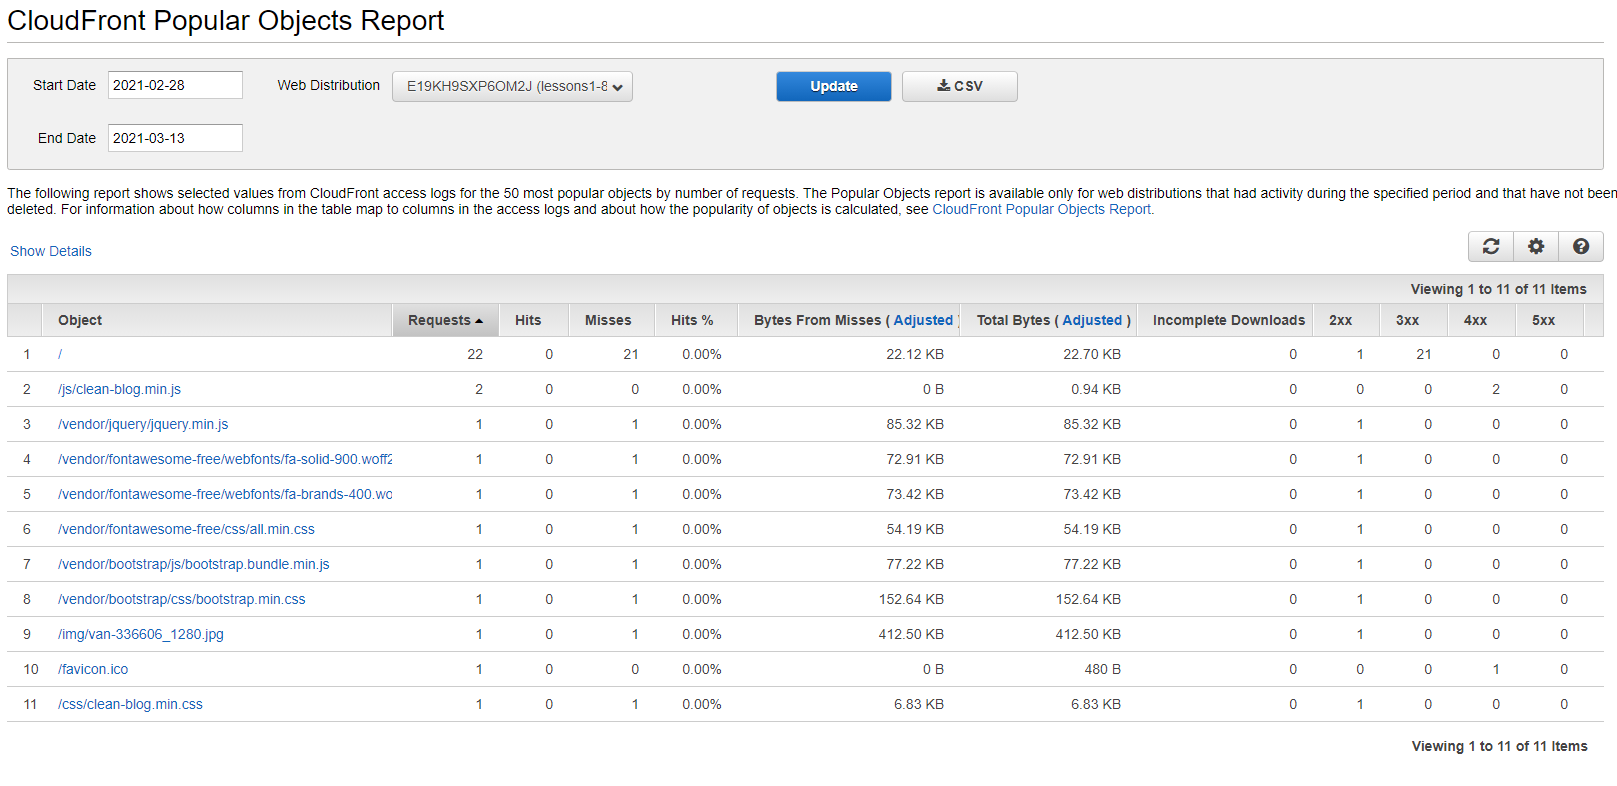 CloudFront Popular Objects Report
Start Date 2021-02-28 Web Distribution E19KH9SXP6OM2J (lessons1-8 Update CSV
End Date 2021-03-13
The following report shows selected values from CloudFront access logs for the 50 most popular objects by number of requests. The Popular Objects report is available only for web distributions that had activity during the specified period and that have not been
deleted. For information about how columns in the table map to columns in the access logs and about how the popularity of objects is calculated, see CloudFront Popular Objects Report.
Show Details
Viewing 1 to 11 of 11 Items
Object Requests Hits Misses Hits % Bytes From Misses ( Adjusted ) Total Bytes ( Adjusted ) Incomplete Downloads 2xx 3xx 4xx 5xx
1 / 22 0 21 0.00% 22.12 KB 22.70 KB 0 1 21 0 0
2 /js/clean-blog.min.js 2 0 0 0.00% 0 B 0.94 KB 0 0 0 2 0
3 /vendor/jquery/jquery.min.js 1 0 1 0.00% 85.32 KB 85.32 KB 0 1 0 0 0
4 /vendor/fontawesome-free/webfonts/fa-solid-900.woff2 1 0 1 0.00% 72.91 KB 72.91 KB 0 1 0 0 0
5 /vendor/fontawesome-free/webfonts/fa-brands-400.wo 1 0 1 0.00% 73.42 KB 73.42 KB 0 1 0 0 0
6 /vendor/fontawesome-free/css/all.min.css 1 0 1 0.00% 54.19 KB 54.19 KB 0 1 0 0 0
7 /vendor/bootstrap/js/bootstrap.bundle.min.js 1 0 1 0.00% 77.22 KB 77.22 KB 0 1 0 0 0
8 /vendor/bootstrap/css/bootstrap.min.css 1 0 1 0.00% 152.64 KB 152.64 KB 0 1 0 0 0
9 /img/van-336606_1280.jpg 1 0 1 0.00% 412.50 KB 412.50 KB 0 1 0 0 0
10 /favicon.ico 1 0 0 0.00% 0 B 480 B 0 0 0 1 0
11 /css/clean-blog.min.css 1 0 1 0.00% 6.83 KB 6.83 KB 0 1 0 0 0
Viewing 1 to 11 of 11 Items